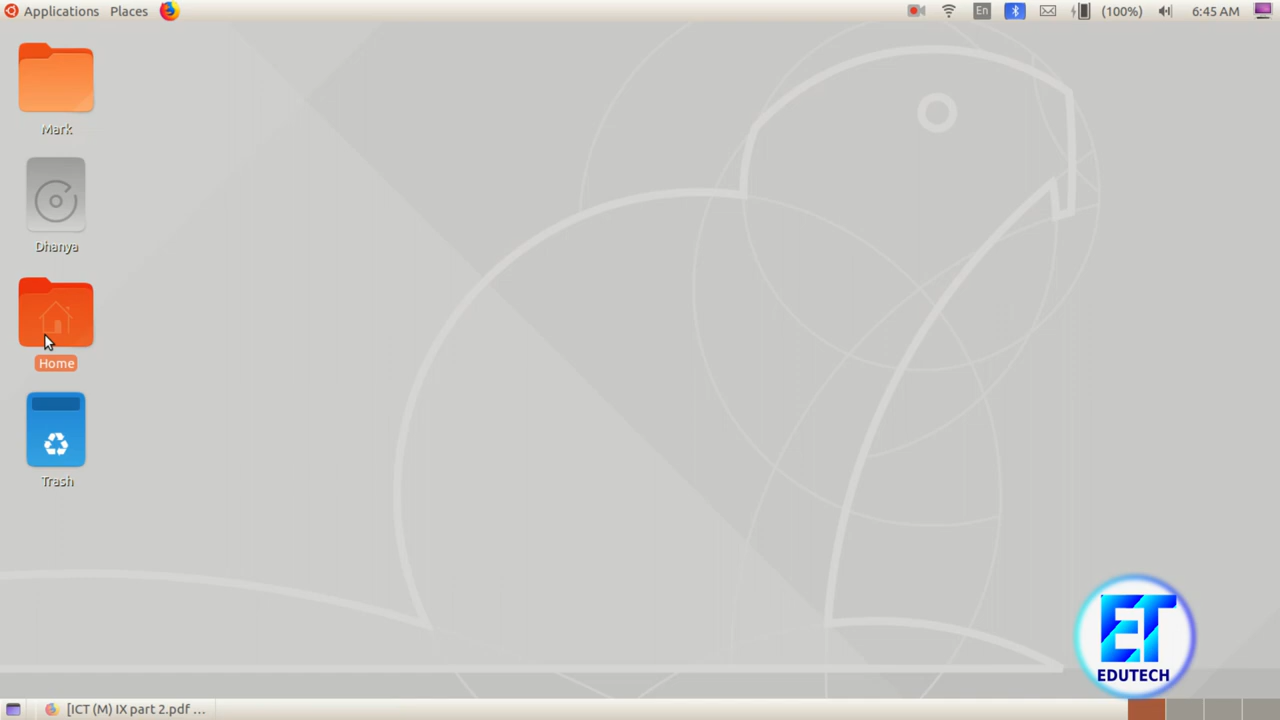 Applications Places En (100%) 6:45 AM
Mark
Dhanya
Home
Trash
ET
EDUTECH
[ICT (M) IX part 2.pdf ...